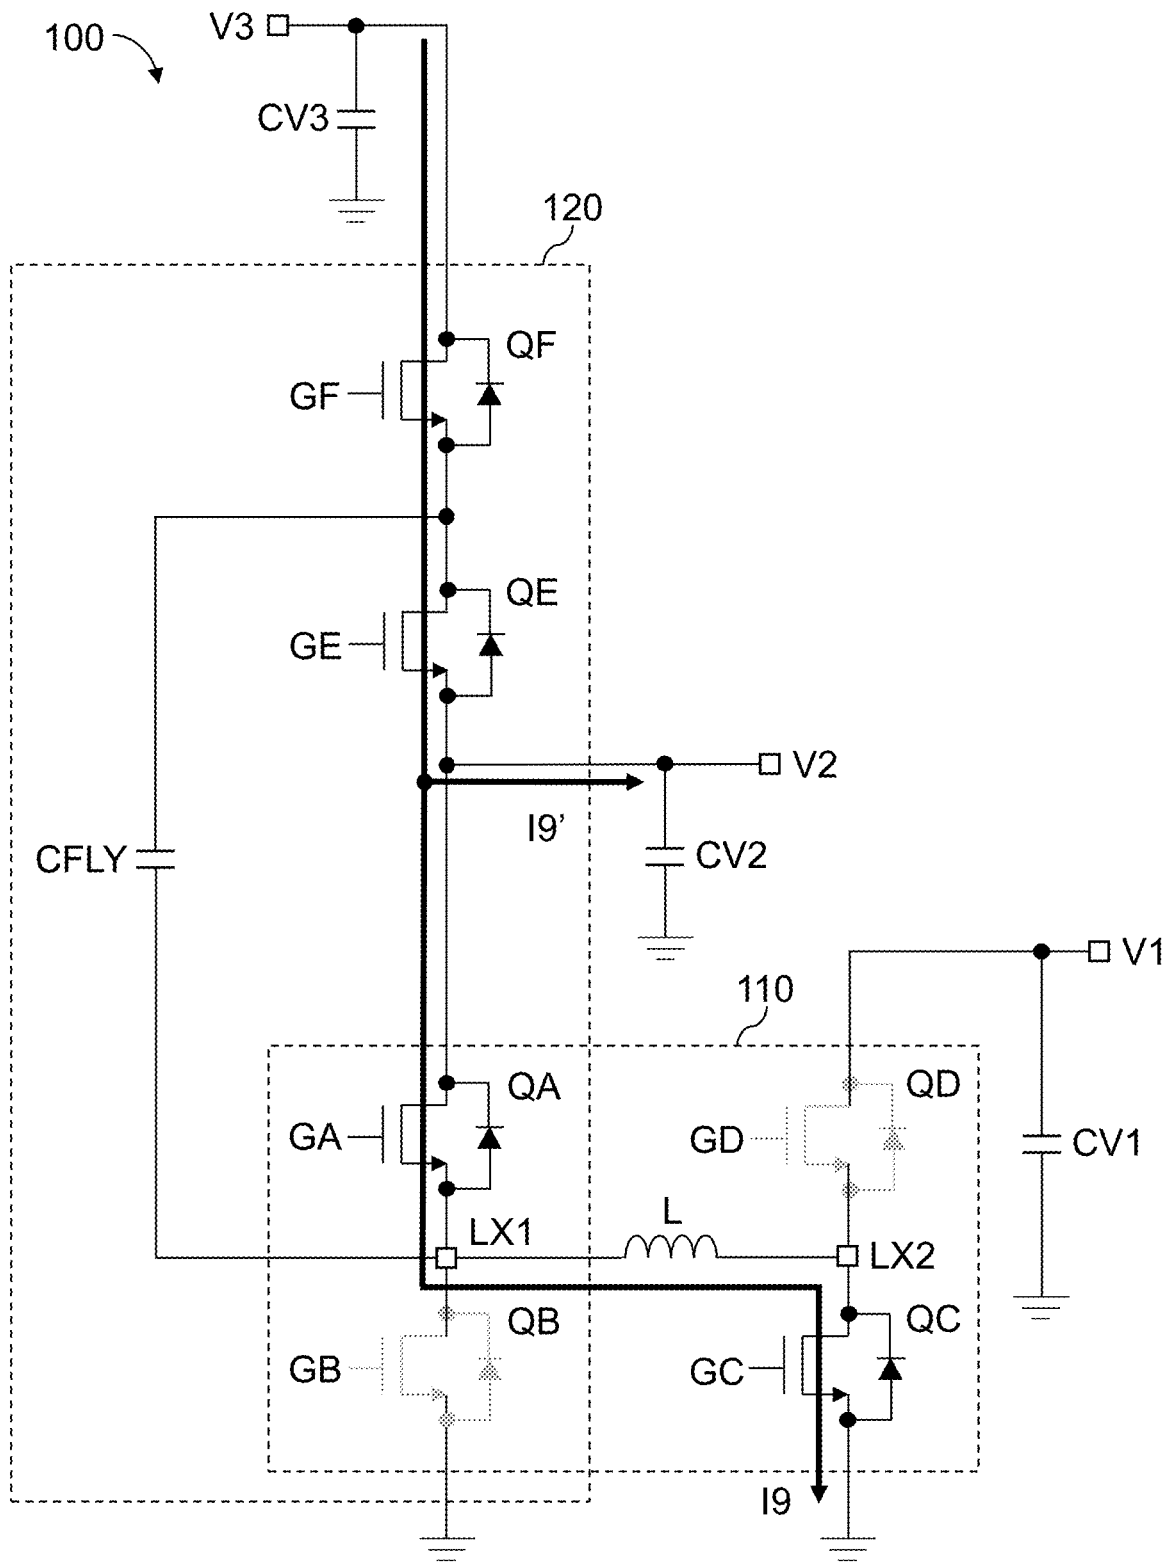 V3
100
CV3
120
QF
GF
QE
GE
V2
I9’
CFLY
CV2
V1
110
QA
QD
GA
GD
CV1
L
LX1
LX2
QB
QC
GB
GC
I9